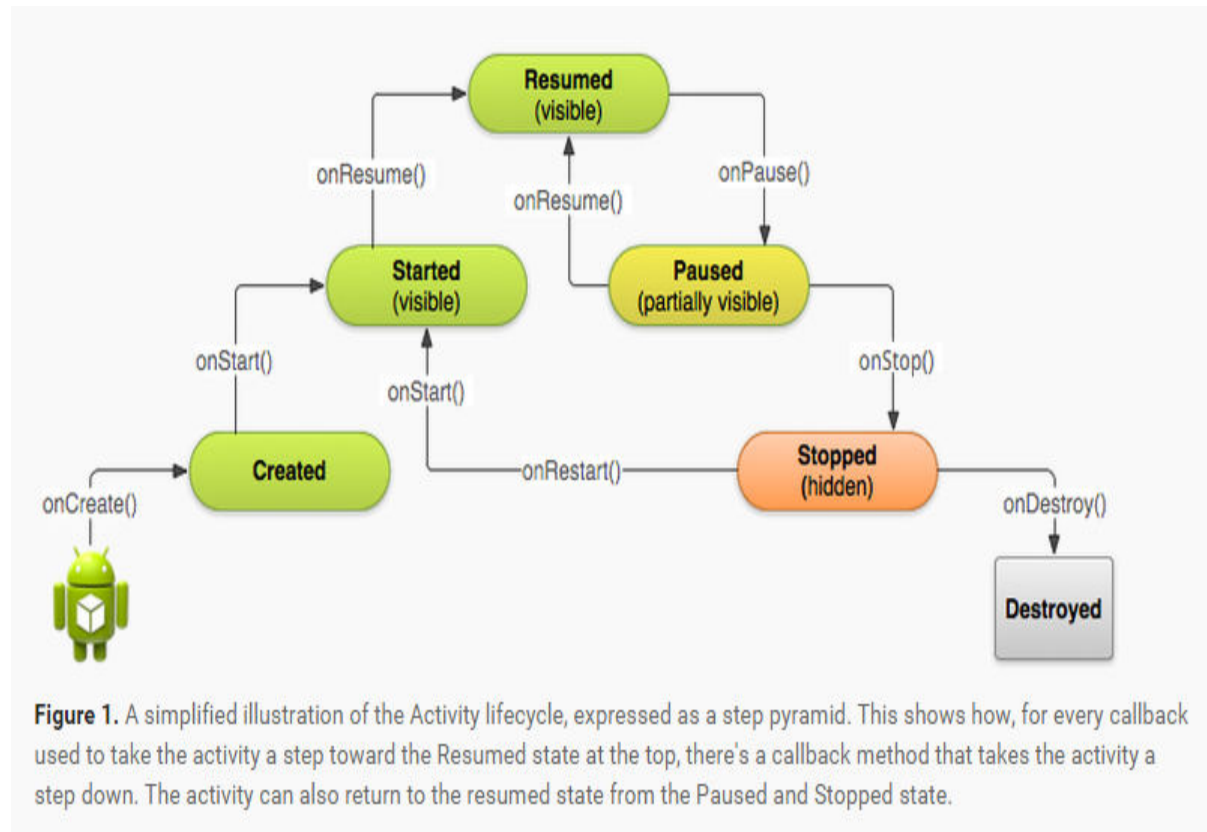 Resumed
(visible)
onResume()
onPause()
onResume()
Started
(visible)
Paused
(partially visible)
onStart()
onStop()
onStart()
Created
onRestart()
Stopped
(hidden)
onCreate()
onDestroy()
Destroyed
Figure 1. A simplified illustration of the Activity lifecycle, expressed as a step pyramid. This shows how, for every callback
used to take the activity a step toward the Resumed state at the top, there's a callback method that takes the activity a
step down. The activity can also return to the resumed state from the Paused and Stopped state.